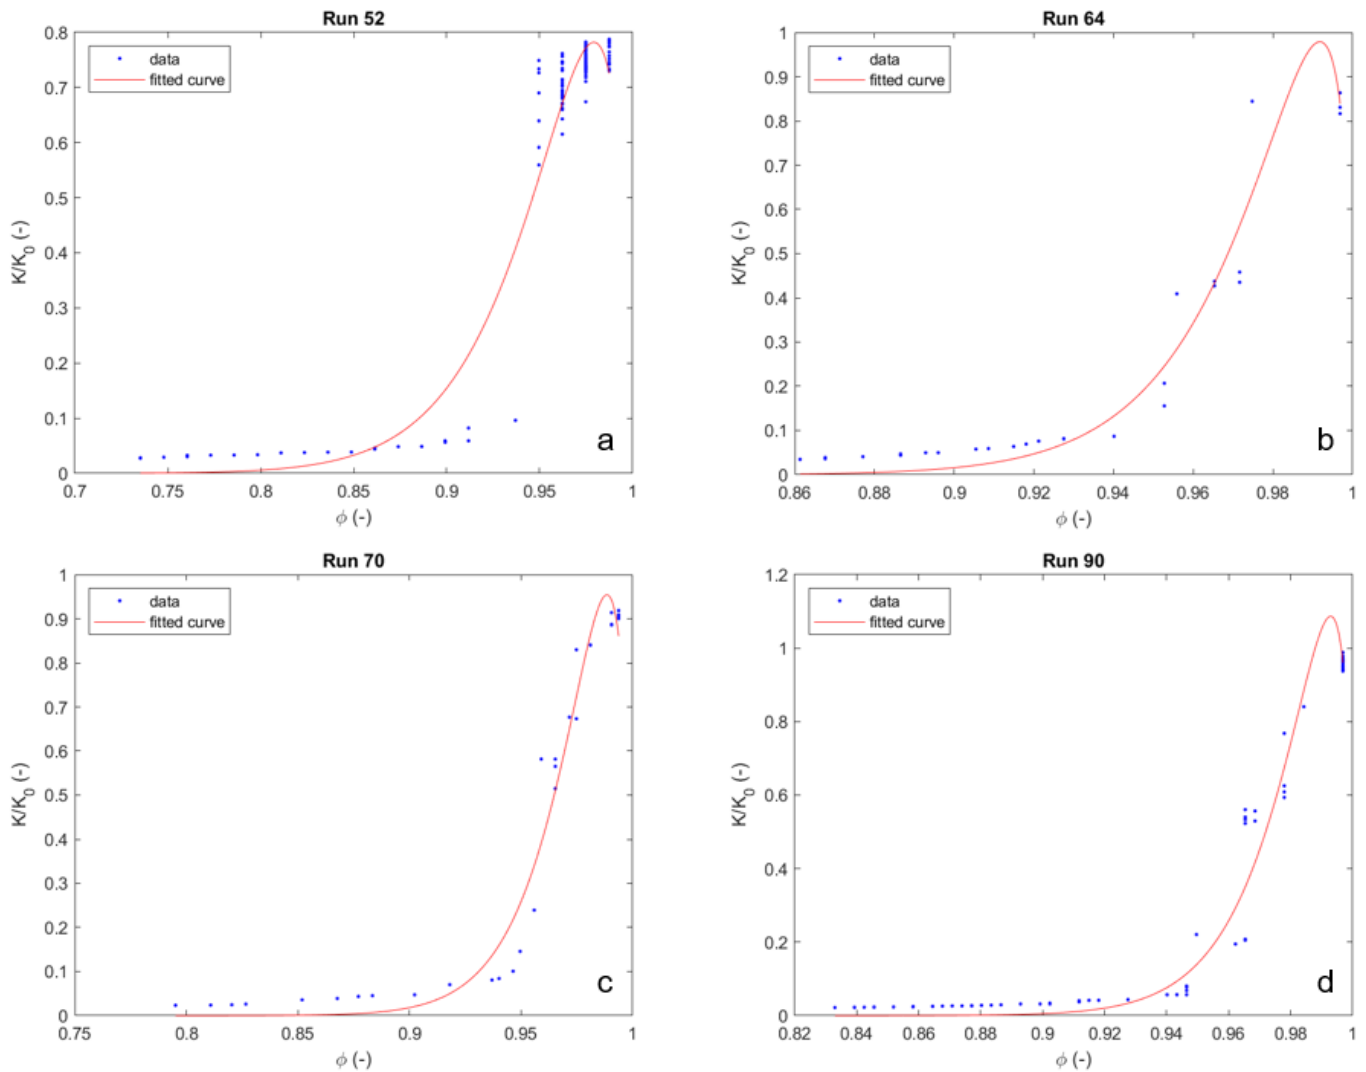 Run 52
data
fitted curve
K/K0 (-)
0.8
0.7
0.6
0.5
0.4
0.3
0.2
0.1
0
a
0.7 0.75 0.8 0.85 0.9 0.95 1
ϕ (-)
Run 64
data
fitted curve
K/K0 (-)
1
0.9
0.8
0.7
0.6
0.5
0.4
0.3
0.2
0.1
0
b
0.86 0.88 0.9 0.92 0.94 0.96 0.98 1
ϕ (-)
Run 70
data
fitted curve
K/K0 (-)
1
0.9
0.8
0.7
0.6
0.5
0.4
0.3
0.2
0.1
0
c
0.75 0.8 0.85 0.9 0.95 1
ϕ (-)
Run 90
data
fitted curve
K/K0 (-)
1.2
1
0.8
0.6
0.4
0.2
0
d
0.82 0.84 0.86 0.88 0.9 0.92 0.94 0.96 0.98 1
ϕ (-)